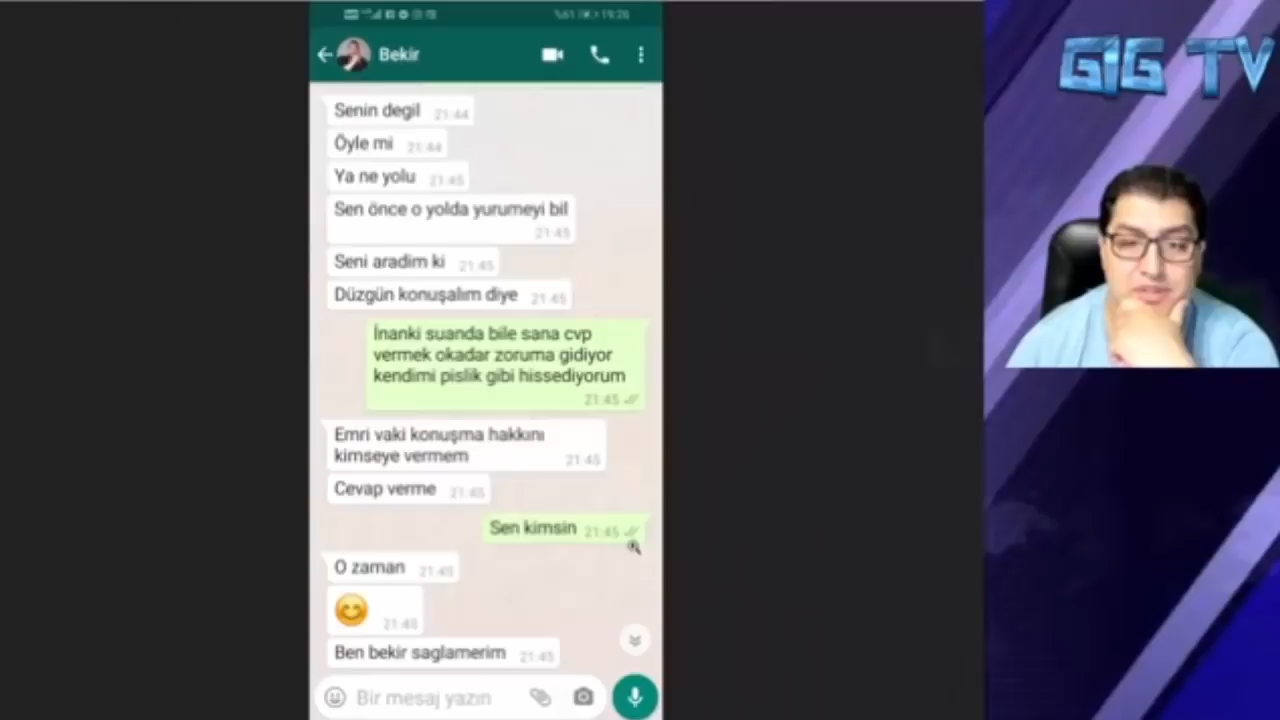 %61 19:26
Bekir
GIG TV
Senin degil 21:44
Öyle mi 21:44
Ya ne yolu 21:45
Sen önce o yolda yurumeyi bil
21:45
Seni aradim ki 21:45
Düzgün konuşalım diye 21:45
İnanki suanda bile sana cvp
vermek okadar zoruma gidiyor
kendimi pislik gibi hissediyorum
21:45
Emri vaki konuşma hakkını
kimseye vermem 21:45
Cevap verme 21:45
Sen kimsin 21:45
O zaman 21:45
21:45
Ben bekir saglamerim 21:45
Bir mesaj yazın